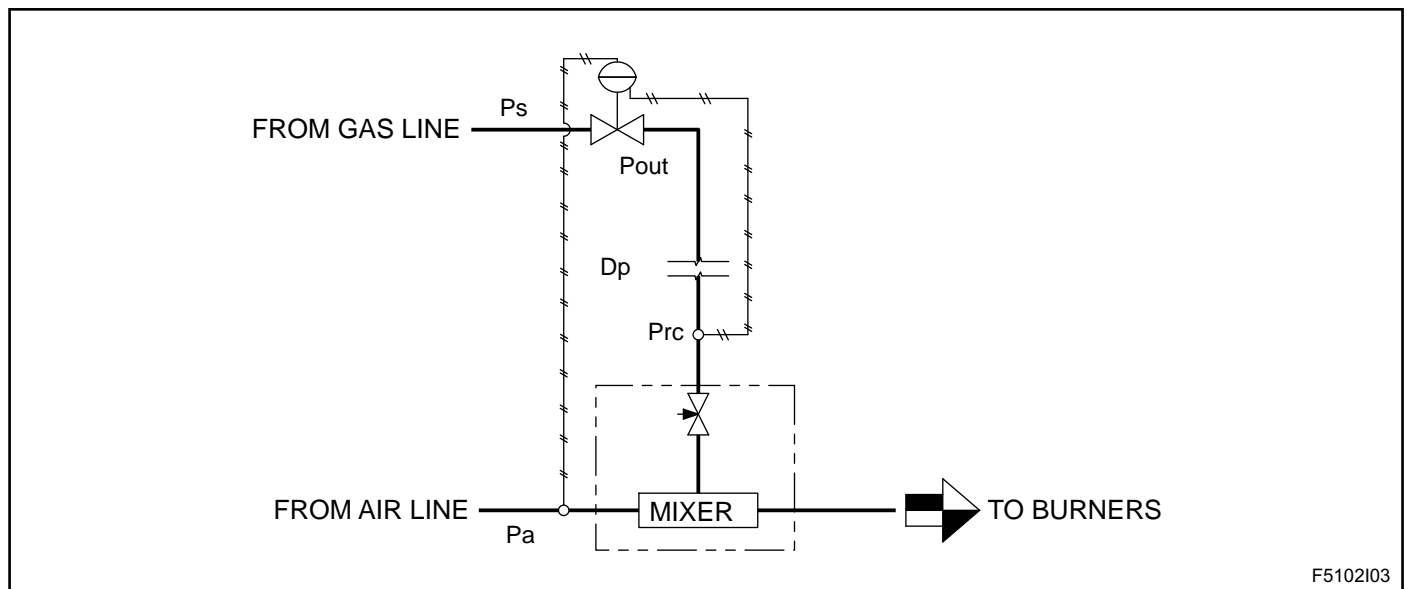 Ps
FROM GAS LINE
Pout
Dp
Prc
FROM AIR LINE
MIXER
TO BURNERS
Pa
F5102I03